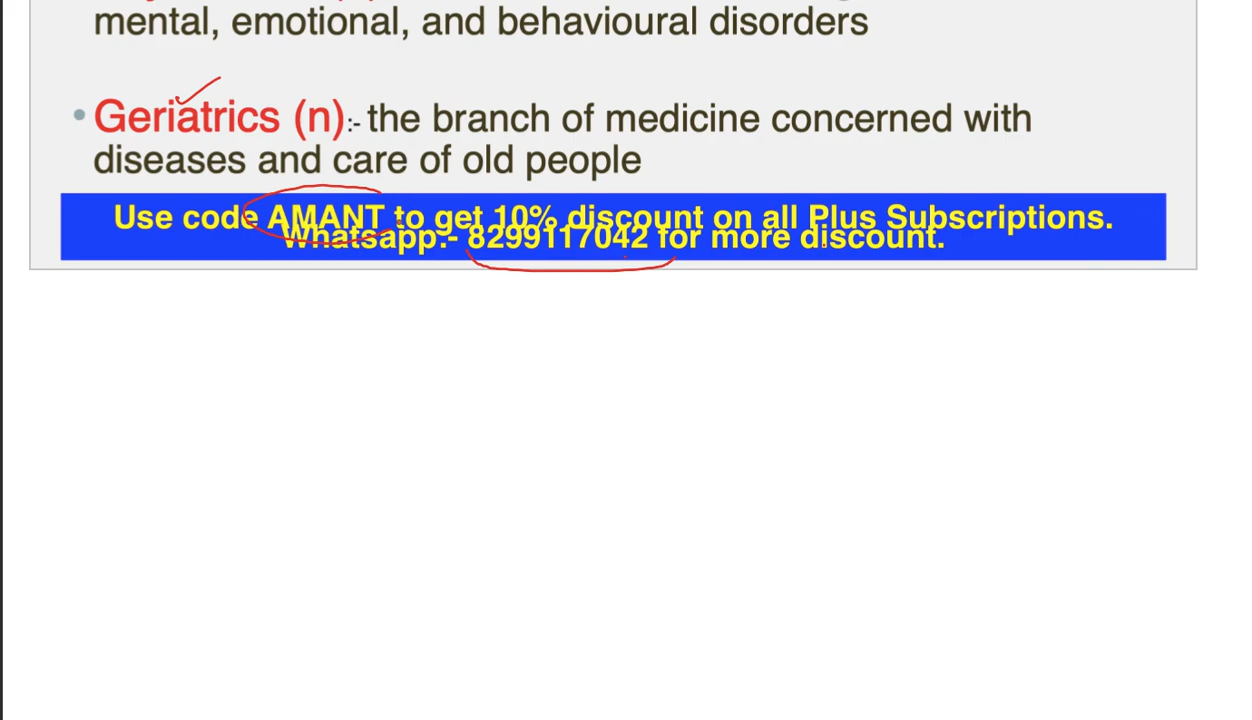 mental, emotional, and behavioural disorders
• Geriatrics (n):- the branch of medicine concerned with
diseases and care of old people
Use code AMANT to get 10% discount on all Plus Subscriptions.
Whatsapp:- 8299117042 for more discount.